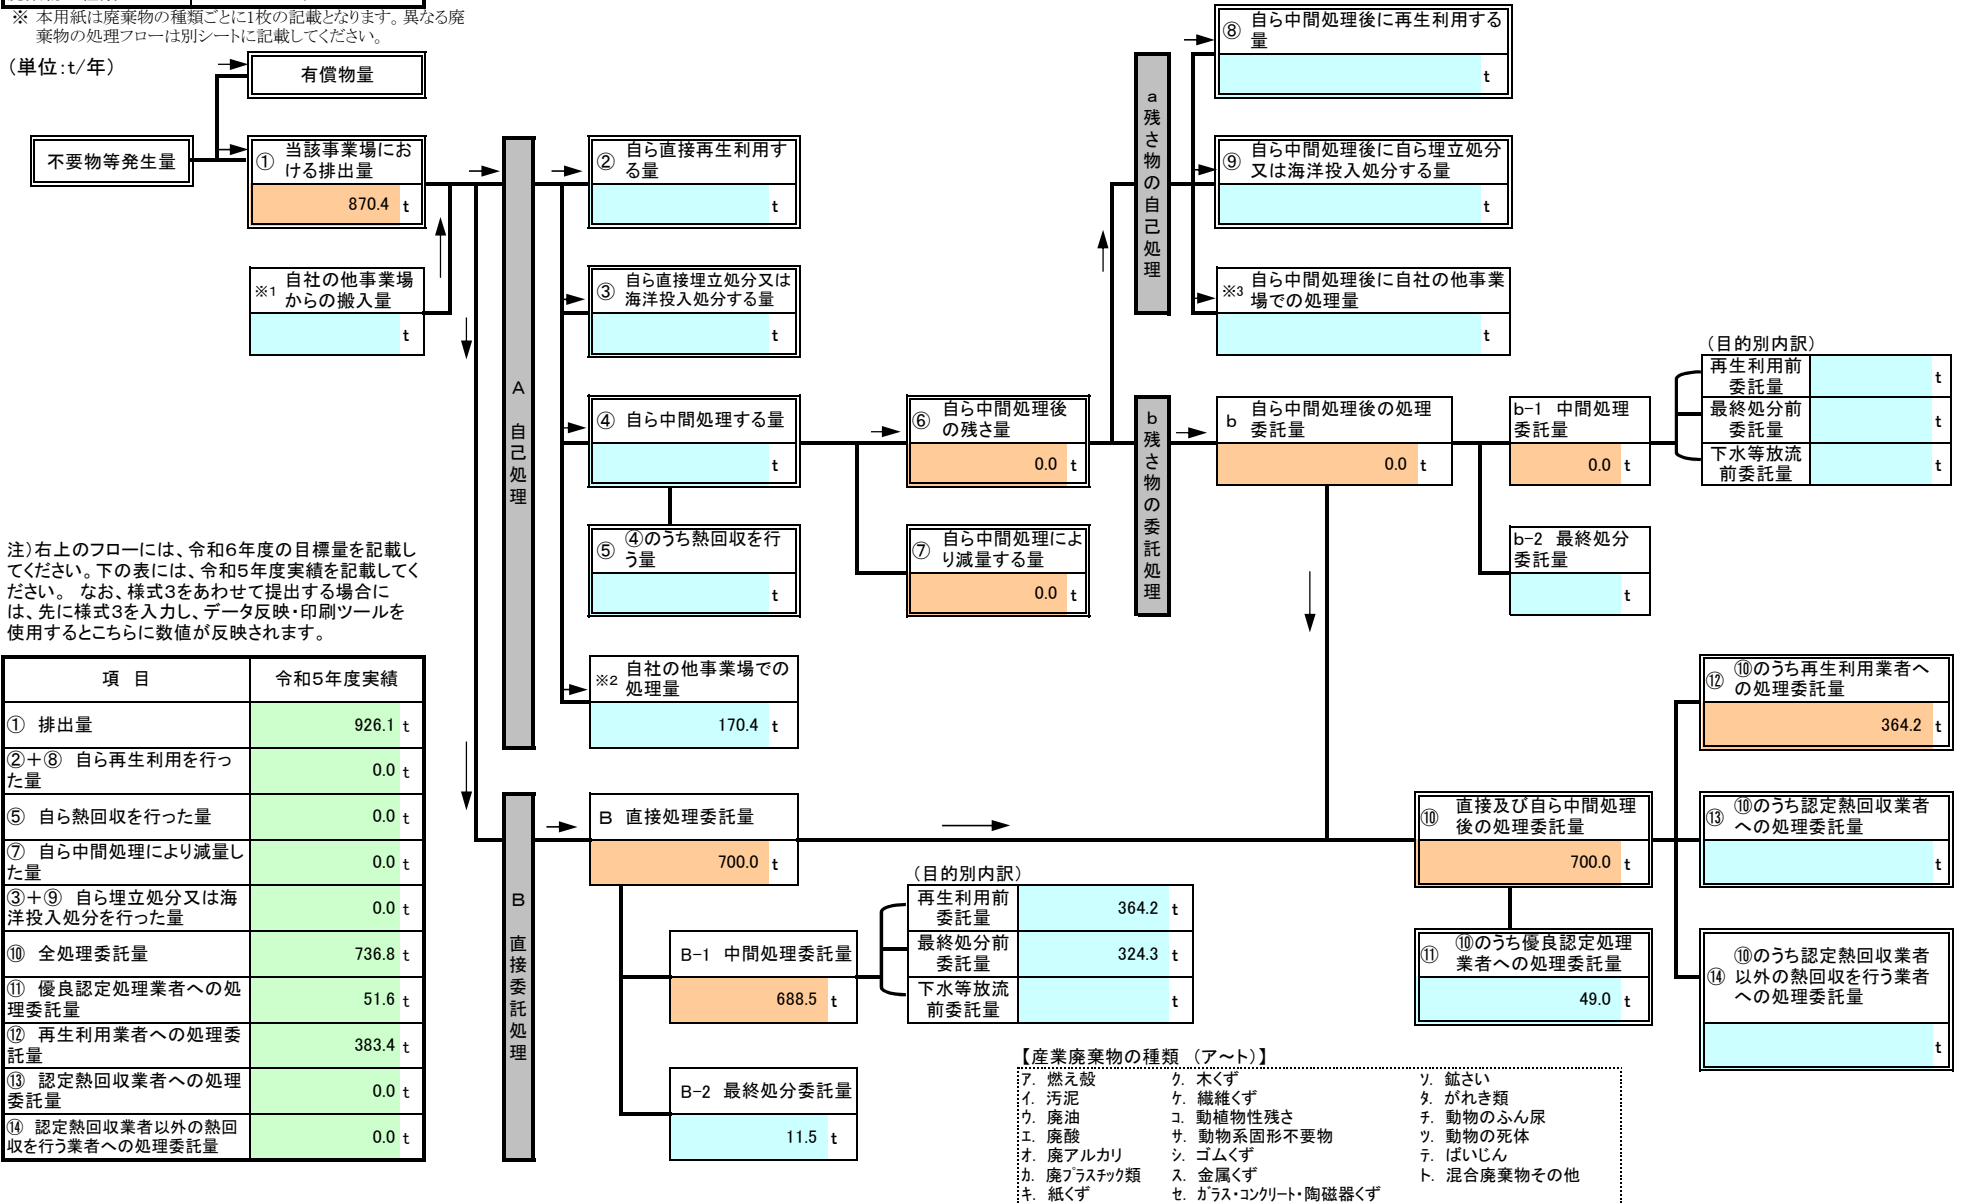 ※ 本用紙は廃棄物の種類ごとに1枚の記載となります。異なる廃
棄物の処理フローは別シートに記載してください。
（単位：t/年）
有償物量
不要物等発生量
① 当該事業場にお
ける排出量
870.4 t
※1 自社の他事業場
からの搬入量
t
A 自己処理
② 自ら直接再生利用す
る量
t
③ 自ら直接埋立処分又は
海洋投入処分する量
t
④ 自ら中間処理する量
t
⑤ ④のうち熱回収を行
う量
t
※2 自社の他事業場での
処理量
170.4 t
⑥ 自ら中間処理後
の残さ量
0.0 t
⑦ 自ら中間処理によ
り減量する量
0.0 t
a 残さ物の自己処理
⑧ 自ら中間処理後に再生利用する
量
t
⑨ 自ら中間処理後に自ら埋立処分
又は海洋投入処分する量
t
※3 自ら中間処理後に自社の他事業
場での処理量
t
b 残さ物の委託処理
b 自ら中間処理後の処理
委託量
0.0 t
b-1 中間処理
委託量
0.0 t
b-2 最終処分
委託量
t
（目的別内訳）
再生利用前
委託量
t
最終処分前
委託量
t
下水等放流
前委託量
t
注）右上のフローには、令和６年度の目標量を記載し
てください。下の表には、令和５年度実績を記載してく
ださい。 なお、様式３をあわせて提出する場合に
は、先に様式３を入力し、データ反映・印刷ツールを
使用するとこちらに数値が反映されます。
項 目 令和５年度実績
① 排出量 926.1 t
②＋⑧ 自ら再生利用を行っ
た量 0.0 t
⑤ 自ら熱回収を行った量 0.0 t
⑦ 自ら中間処理により減量し
た量 0.0 t
③＋⑨ 自ら埋立処分又は海
洋投入処分を行った量 0.0 t
⑩ 全処理委託量 736.8 t
⑪ 優良認定処理業者への処
理委託量 51.6 t
⑫ 再生利用業者への処理委
託量 383.4 t
⑬ 認定熱回収業者への処理
委託量 0.0 t
⑭ 認定熱回収業者以外の熱回
収を行う業者への処理委託量 0.0 t
B 直接委託処理
B 直接処理委託量
700.0 t
B-1 中間処理委託量
688.5 t
B-2 最終処分委託量
11.5 t
（目的別内訳）
再生利用前
委託量
364.2 t
最終処分前
委託量
324.3 t
下水等放流
前委託量
t
⑩ 直接及び自ら中間処理
後の処理委託量
700.0 t
⑪ ⑩のうち優良認定処理
業者への処理委託量
49.0 t
⑫ ⑩のうち再生利用業者へ
の処理委託量
364.2 t
⑬ ⑩のうち認定熱回収業者
への処理委託量
t
⑭ ⑩のうち認定熱回収業者
以外の熱回収を行う業者
への処理委託量
t
【産業廃棄物の種類 （ア～ト）】
ア. 燃え殻 ク. 木くず ソ. 鉱さい
イ. 汚泥 ケ. 繊維くず タ. がれき類
ウ. 廃油 コ. 動植物性残さ チ. 動物のふん尿
エ. 廃酸 サ. 動物系固形不要物 ツ. 動物の死体
オ. 廃アルカリ シ. ゴムくず テ. ばいじん
カ. 廃プラスチック類 ス. 金属くず ト. 混合廃棄物その他
キ. 紙くず セ. ガラス・コンクリート・陶磁器くず